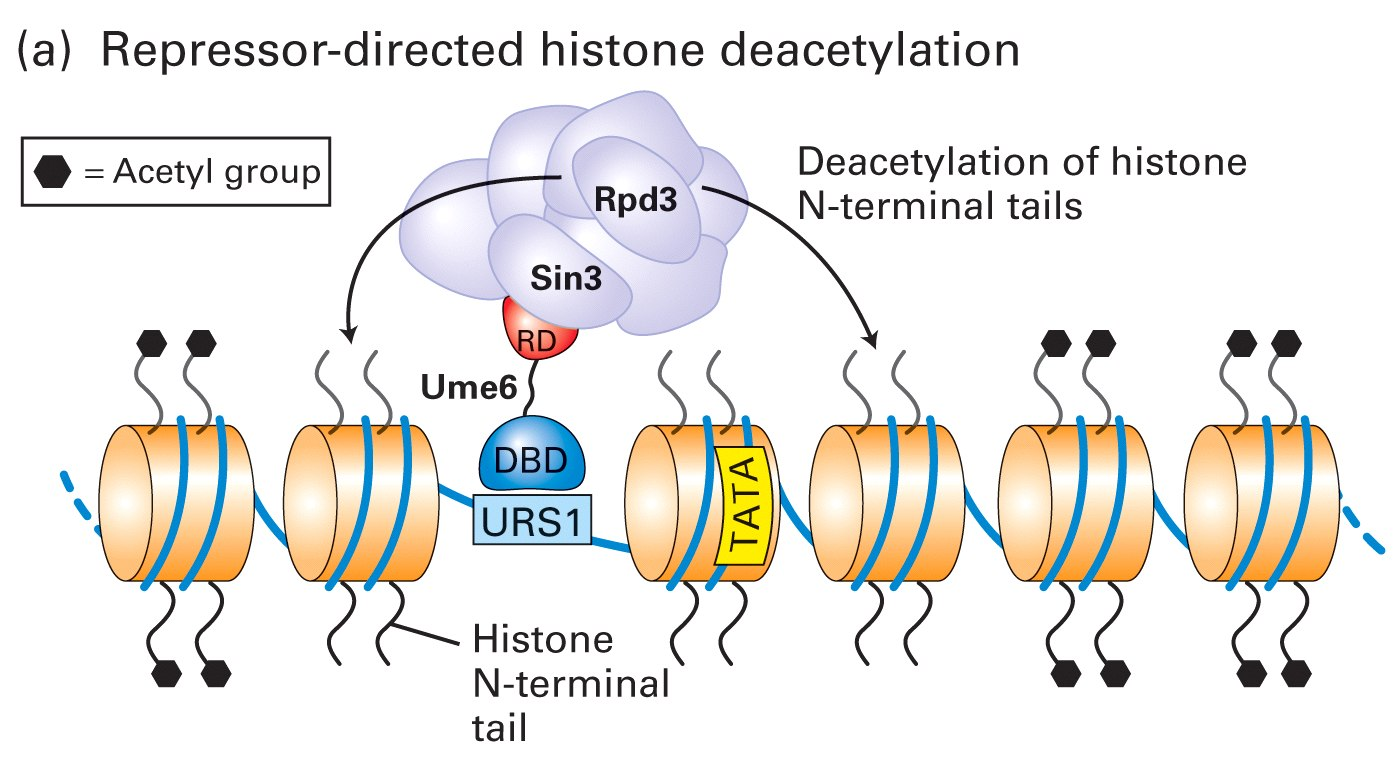 (a) Repressor-directed histone deacetylation
= Acetyl group
Deacetylation of histone
N-terminal tails
Rpd3
Sin3
RD
Ume6
DBD
URS1
TATA
Histone
N-terminal
tail